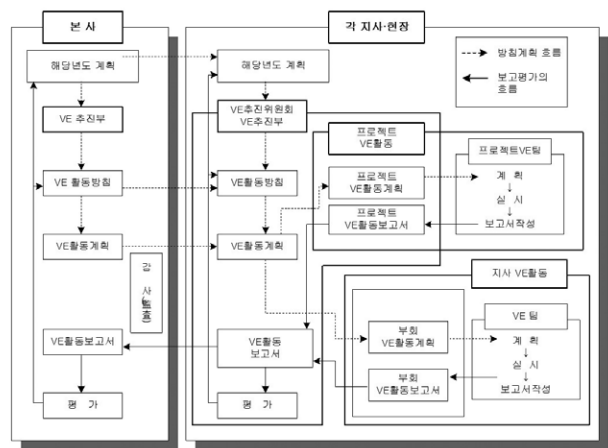 본 사
해당년도 계획
VE 추진부
VE 활동방침
VE활동계획
감
사
VE활동보고서
평 가
각 지사·현장
해당년도 계획
VE추진위원회
VE추진부
VE활동방침
VE활동계획
VE활동
보고서
평 가
방침계획 흐름
보고평가의
흐름
프로젝트
VE활동
프로젝트
VE활동계획
프로젝트
VE활동보고서
프로젝트VE팀
계 획
↓
실 시
↓
보고서작성
지사 VE활동
부회
VE활동계획
부회
VE활동보고서
VE 팀
계 획
↓
실 시
↓
보고서작성